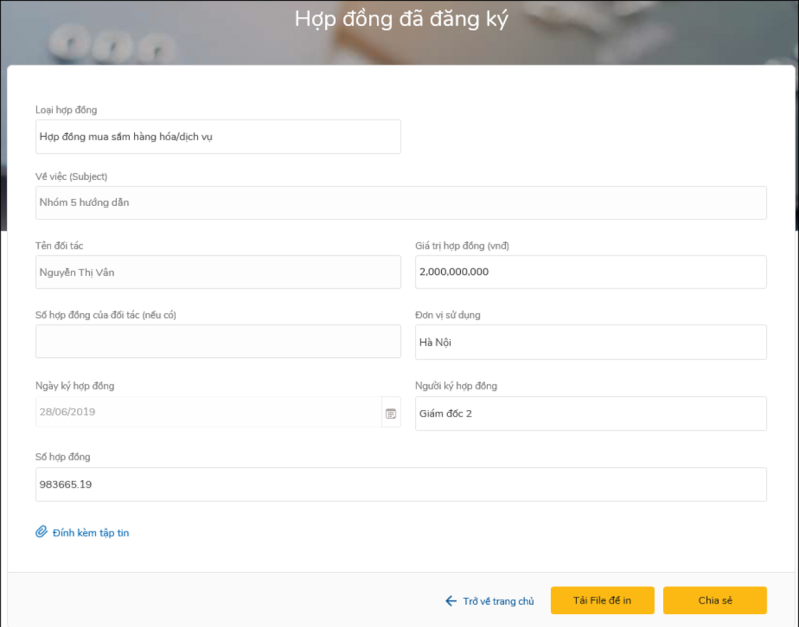 Hợp đồng đã đăng ký
Loại hợp đồng
Hợp đồng mua sắm hàng hóa/dịch vụ
Về việc (Subject)
Nhóm 5 hướng dẫn
Tên đối tác
Giá trị hợp đồng (vnđ)
Nguyễn Thị Vân
2,000,000,000
Số hợp đồng của đối tác (nếu có)
Đơn vị sử dụng
Hà Nội
Ngày ký hợp đồng
Người ký hợp đồng
28/06/2019
Giám đốc 2
Số hợp đồng
983665.19
Đính kèm tập tin
Trở về trang chủ
Tải File để in
Chia sẻ